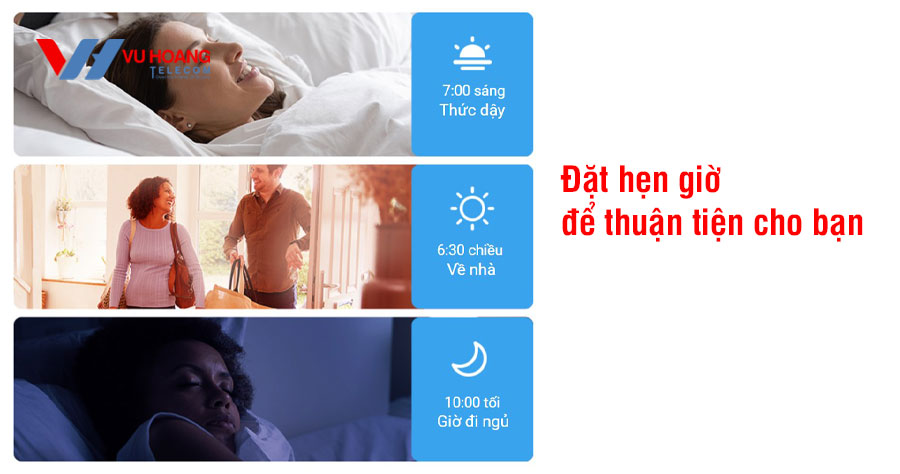 VH VU HOANG
TELECOM
7:00 sáng
Thức dậy
Đặt hẹn giờ
để thuận tiện cho bạn
6:30 chiều
Về nhà
10:00 tối
Giờ đi ngủ